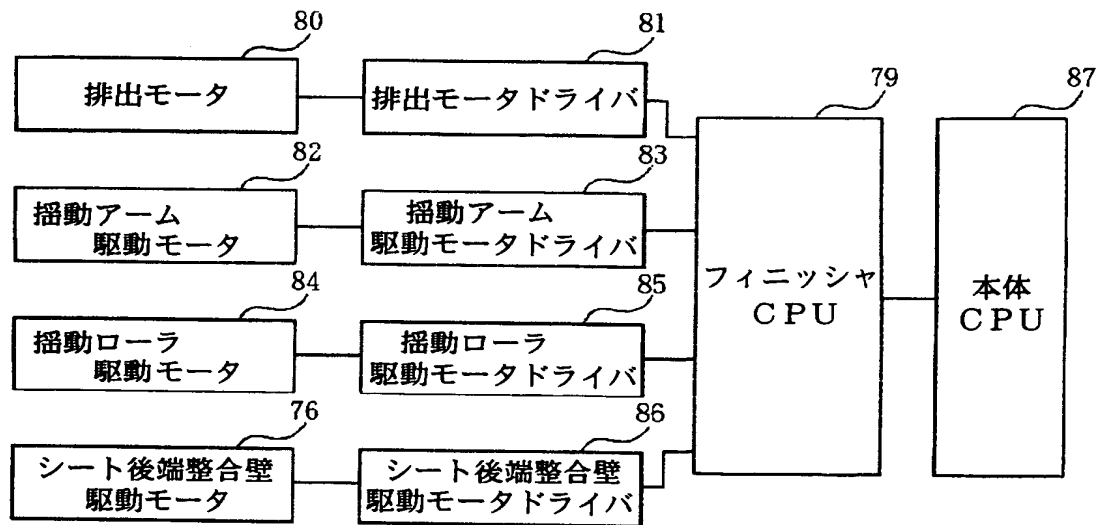 80
排出モータ
81
排出モータドライバ
82
揺動アーム
駆動モータ
83
揺動アーム
駆動モータドライバ
84
揺動ローラ
駆動モータ
85
揺動ローラ
駆動モータドライバ
76
シート後端整合壁
駆動モータ
86
シート後端整合壁
駆動モータドライバ
79
フィニッシャ
CPU
87
本体
CPU